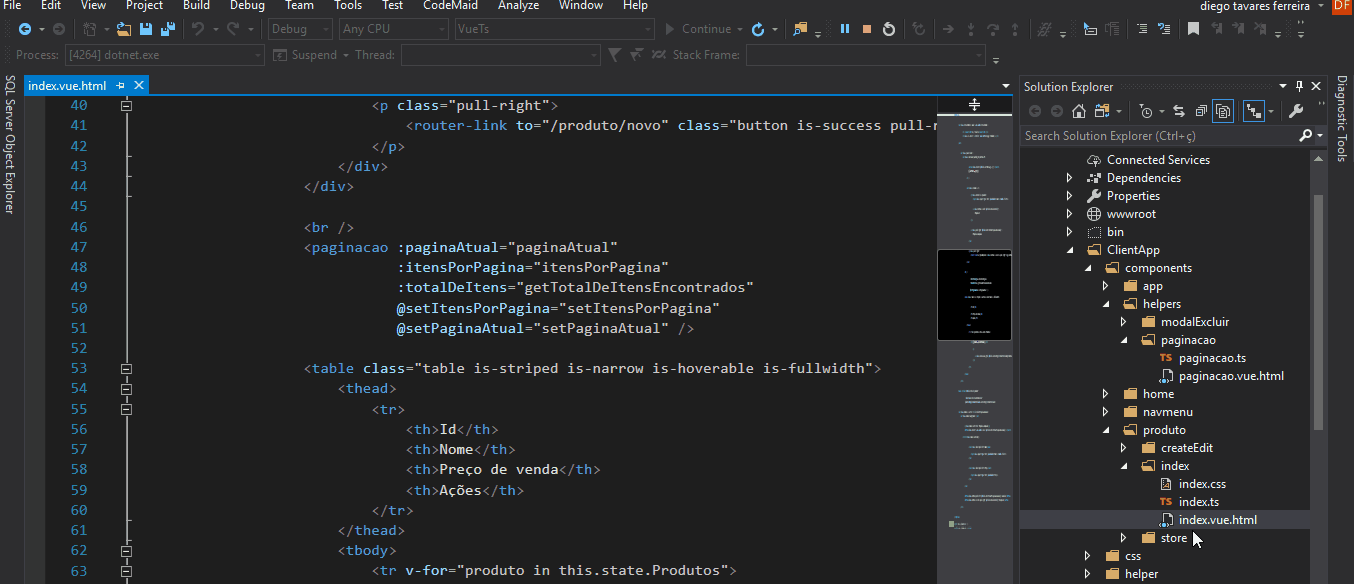 File Edit View Project Build Debug Team Tools Test CodeMaid Analyze Window Help diego tavares ferreira DF
Debug Any CPU VueTs Continue
Process: [4264] dotnet.exe Suspend Thread: Stack Frame:
SQL Server Object Explorer
index.vue.html
40 <p class="pull-right">
41 <router-link to="/produto/novo" class="button is-success pull-r
42 </p>
43 </div>
44 </div>
45
46 <br />
47 <paginacao :paginaAtual="paginaAtual"
48 :itensPorPagina="itensPorPagina"
49 :totalDeItens="getTotalDeItensEncontrados"
50 @setItensPorPagina="setItensPorPagina"
51 @setPaginaAtual="setPaginaAtual" />
52
53 <table class="table is-striped is-narrow is-hoverable is-fullwidth">
54 <thead>
55 <tr>
56 <th>Id</th>
57 <th>Nome</th>
58 <th>Preço de venda</th>
59 <th>Ações</th>
60 </tr>
61 </thead>
62 <tbody>
63 <tr v-for="produto in this.state.Produtos">
Solution Explorer
Search Solution Explorer (Ctrl+ç)
Connected Services
Dependencies
Properties
wwwroot
bin
ClientApp
components
app
helpers
modalExcluir
paginacao
TS paginacao.ts
paginacao.vue.html
home
navmenu
produto
createEdit
index
index.css
TS index.ts
index.vue.html
store
css
helper
Diagnostic Tools